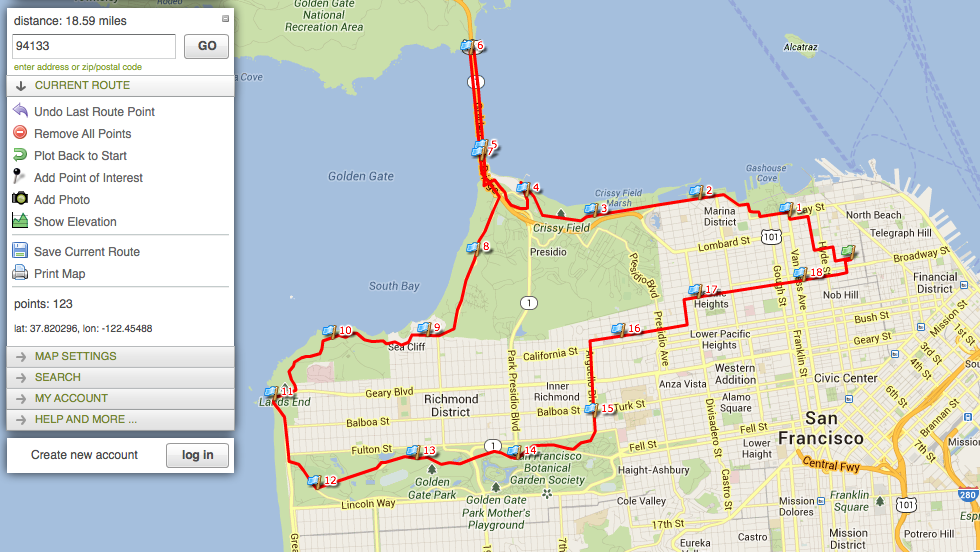 distance: 18.59 miles
94133
GO
enter address or zip/postal code
CURRENT ROUTE
Undo Last Route Point
Remove All Points
Plot Back to Start
Add Point of Interest
Add Photo
Show Elevation
Save Current Route
Print Map
points: 123
lat: 37.820296, lon: -122.45488
MAP SETTINGS
SEARCH
MY ACCOUNT
HELP AND MORE ...
Create new account
log in
Golden Gate
National
Recreation Area
Alcatraz
Cove
6
5
7
Golden Gate
4
Crissy Field
Marsh
3
2
Gashouse
Cove
1
Crissy Field
Marina
District
North Beach
Telegraph Hill
Lombard St
101
Hyde St
Broadway St
Presidio
8
Presidio Blvd
Gough St
Van Ness Ave
18
Nob Hill
Financial
District
South Bay
1
17
Heights
Bush St
Mission St
1st St
10
9
Sea Cliff
16
California St
Presidio Ave
Lower Pacific
Heights
Franklin St
Geary St
3rd St
4th St
11
Lands End
Geary Blvd
Park Presidio Blvd
Arguello Blvd
Anza Vista
Western
Addition
Civic Center
6th St
Richmond
District
Inner
Richmond
Balboa St
15
Turk St
Alamo
Square
Divisadero St
Balboa St
San
Francisco
Brannan St
7th St
Fulton St
1
13
14
San Francisco
Botanical
Garden Society
Fell St
Fell St
Lower
Haight
Central Fwy
12
Golden
Gate Park
Haight-Ashbury
Castro St
280
Lincoln Way
Golden Gate
Park Mother's
Playground
Cole Valley
Mission
Dolores
Franklin
Square
101
17th St
Eureka
Valley
Castro
Mission
District
Potrero Hill